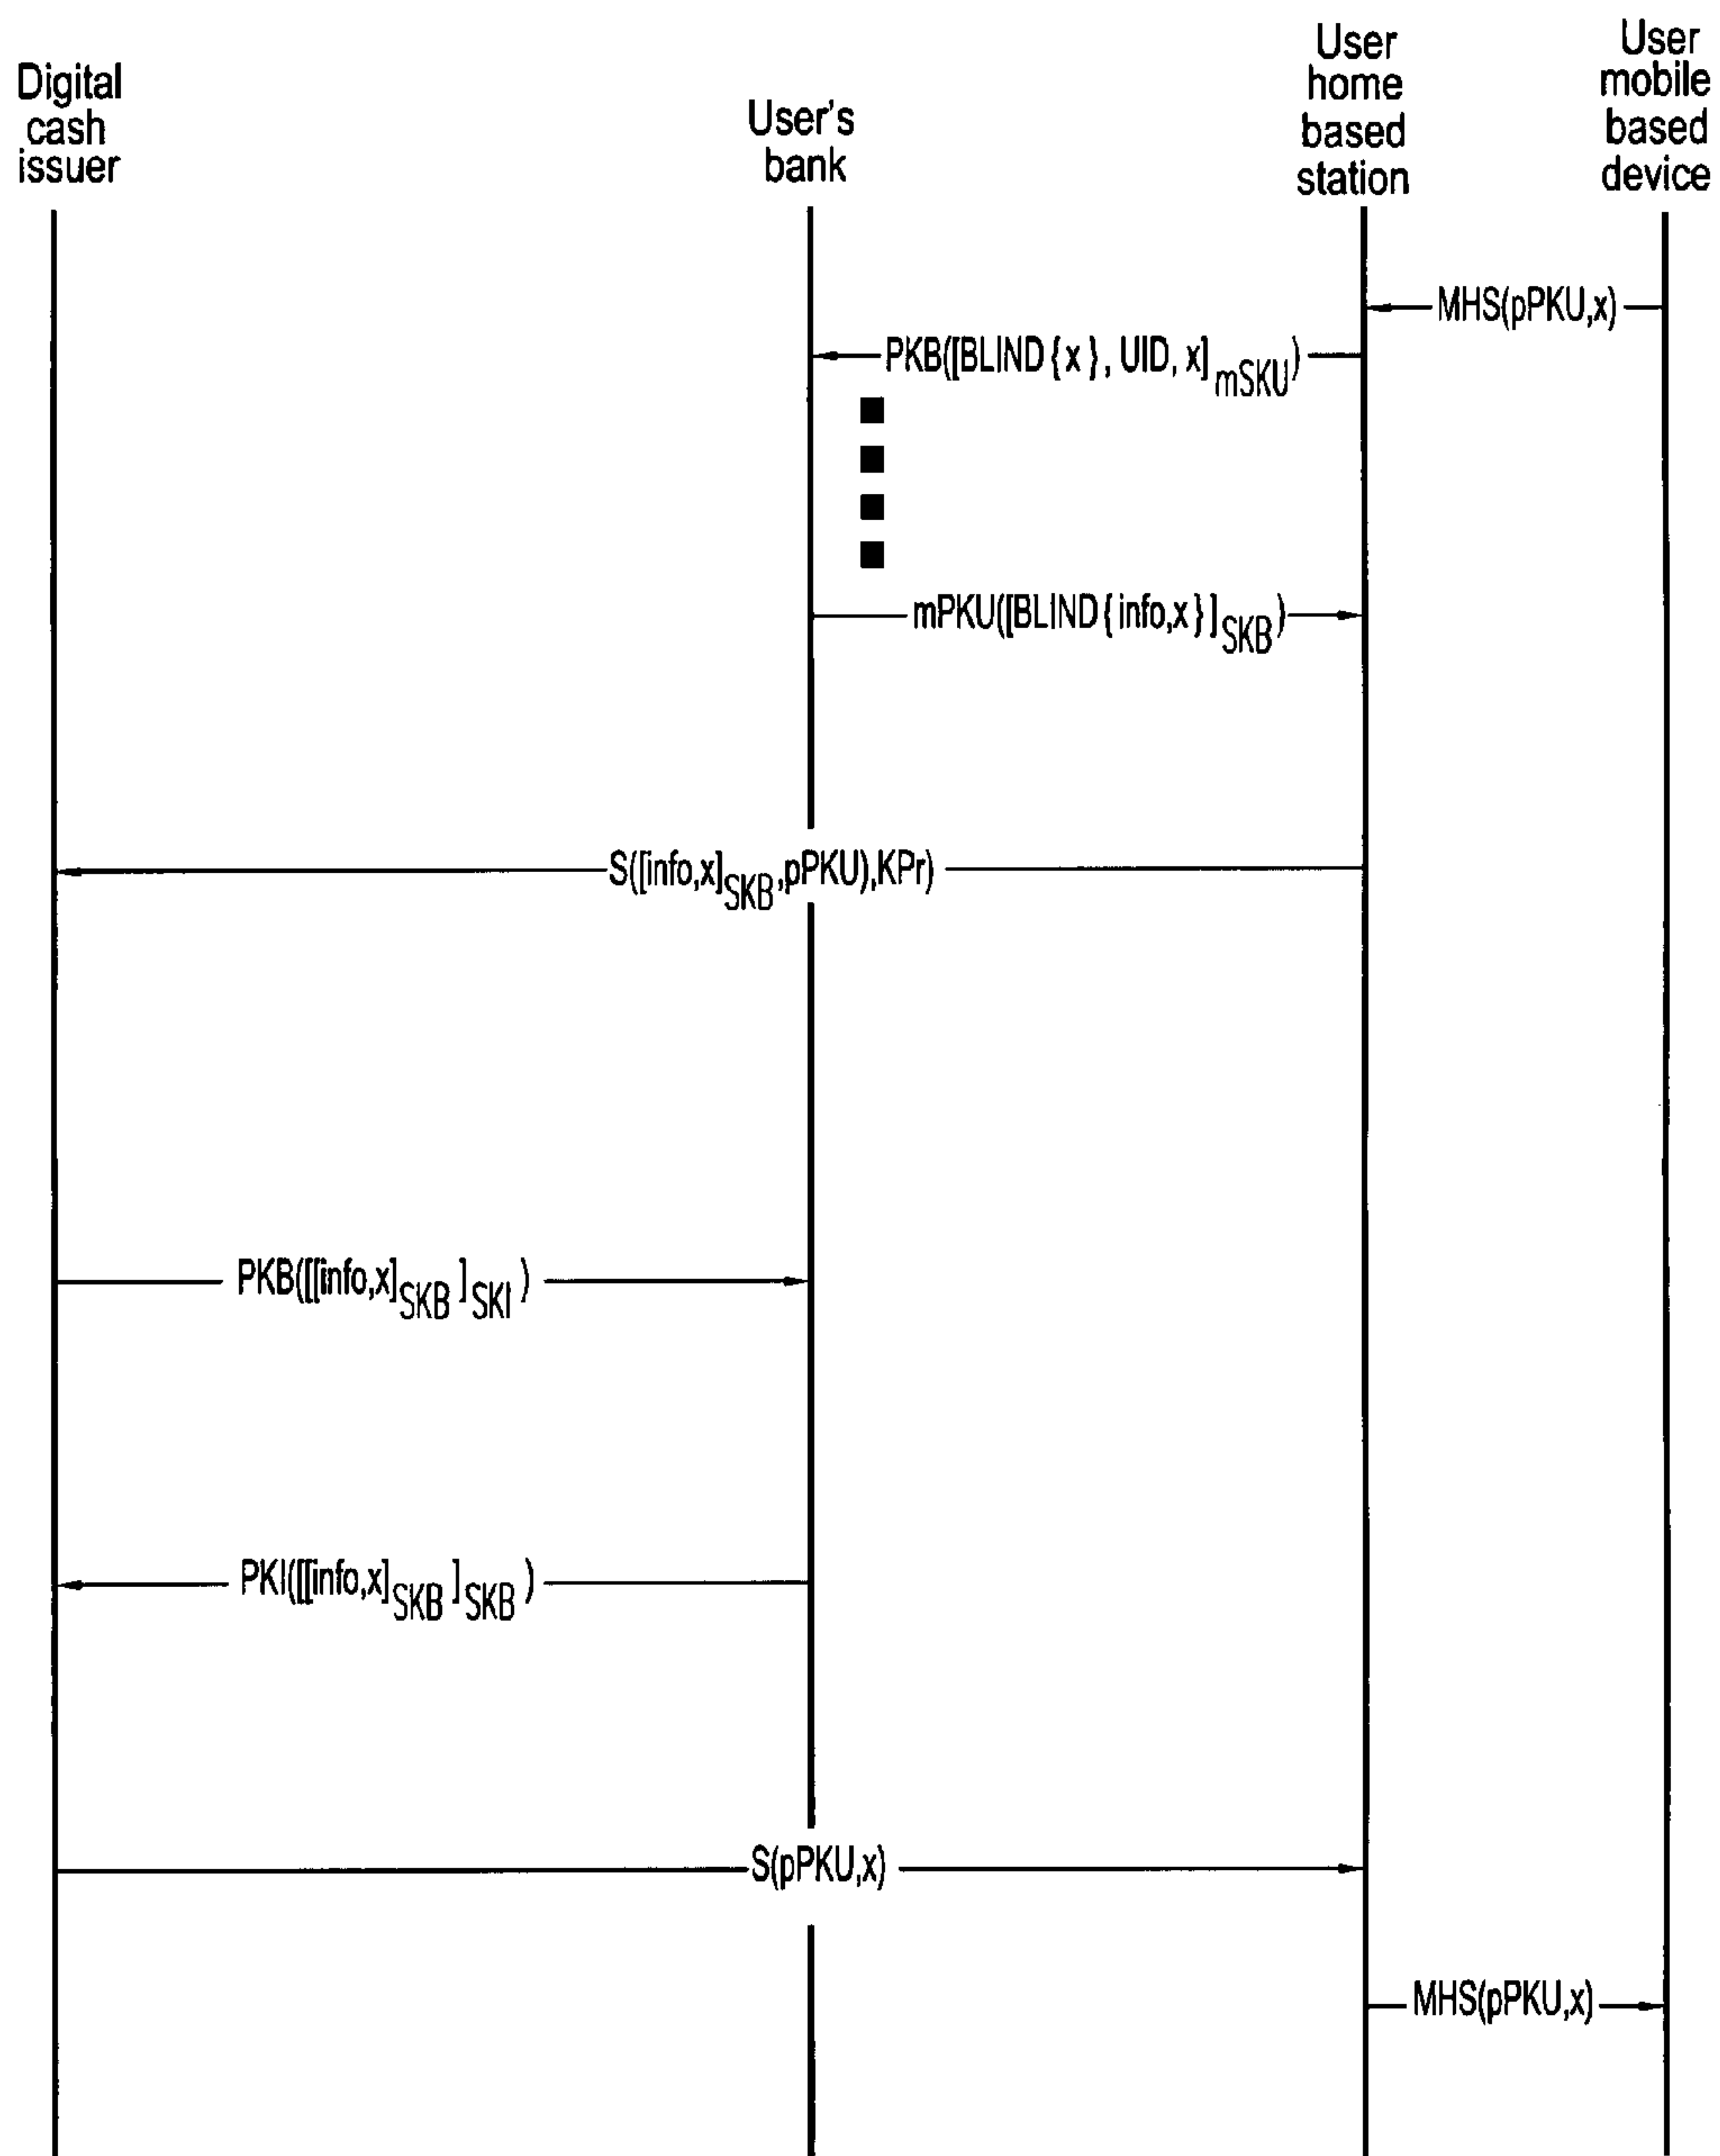 Digital
cash
issuer
User's
bank
User
home
based
station
User
mobile
based
device
MHS(pPKU,x)
PKB([BLIND{x}, UID, x]mSKU)
mPKU([BLIND{info,x}]SKB)
S([info,x]SKB,pPKU),KPr)
PKB([[info,x]SKB]SKI)
PKI([[info,x]SKB]SKB)
S(pPKU,x)
MHS(pPKU,x)